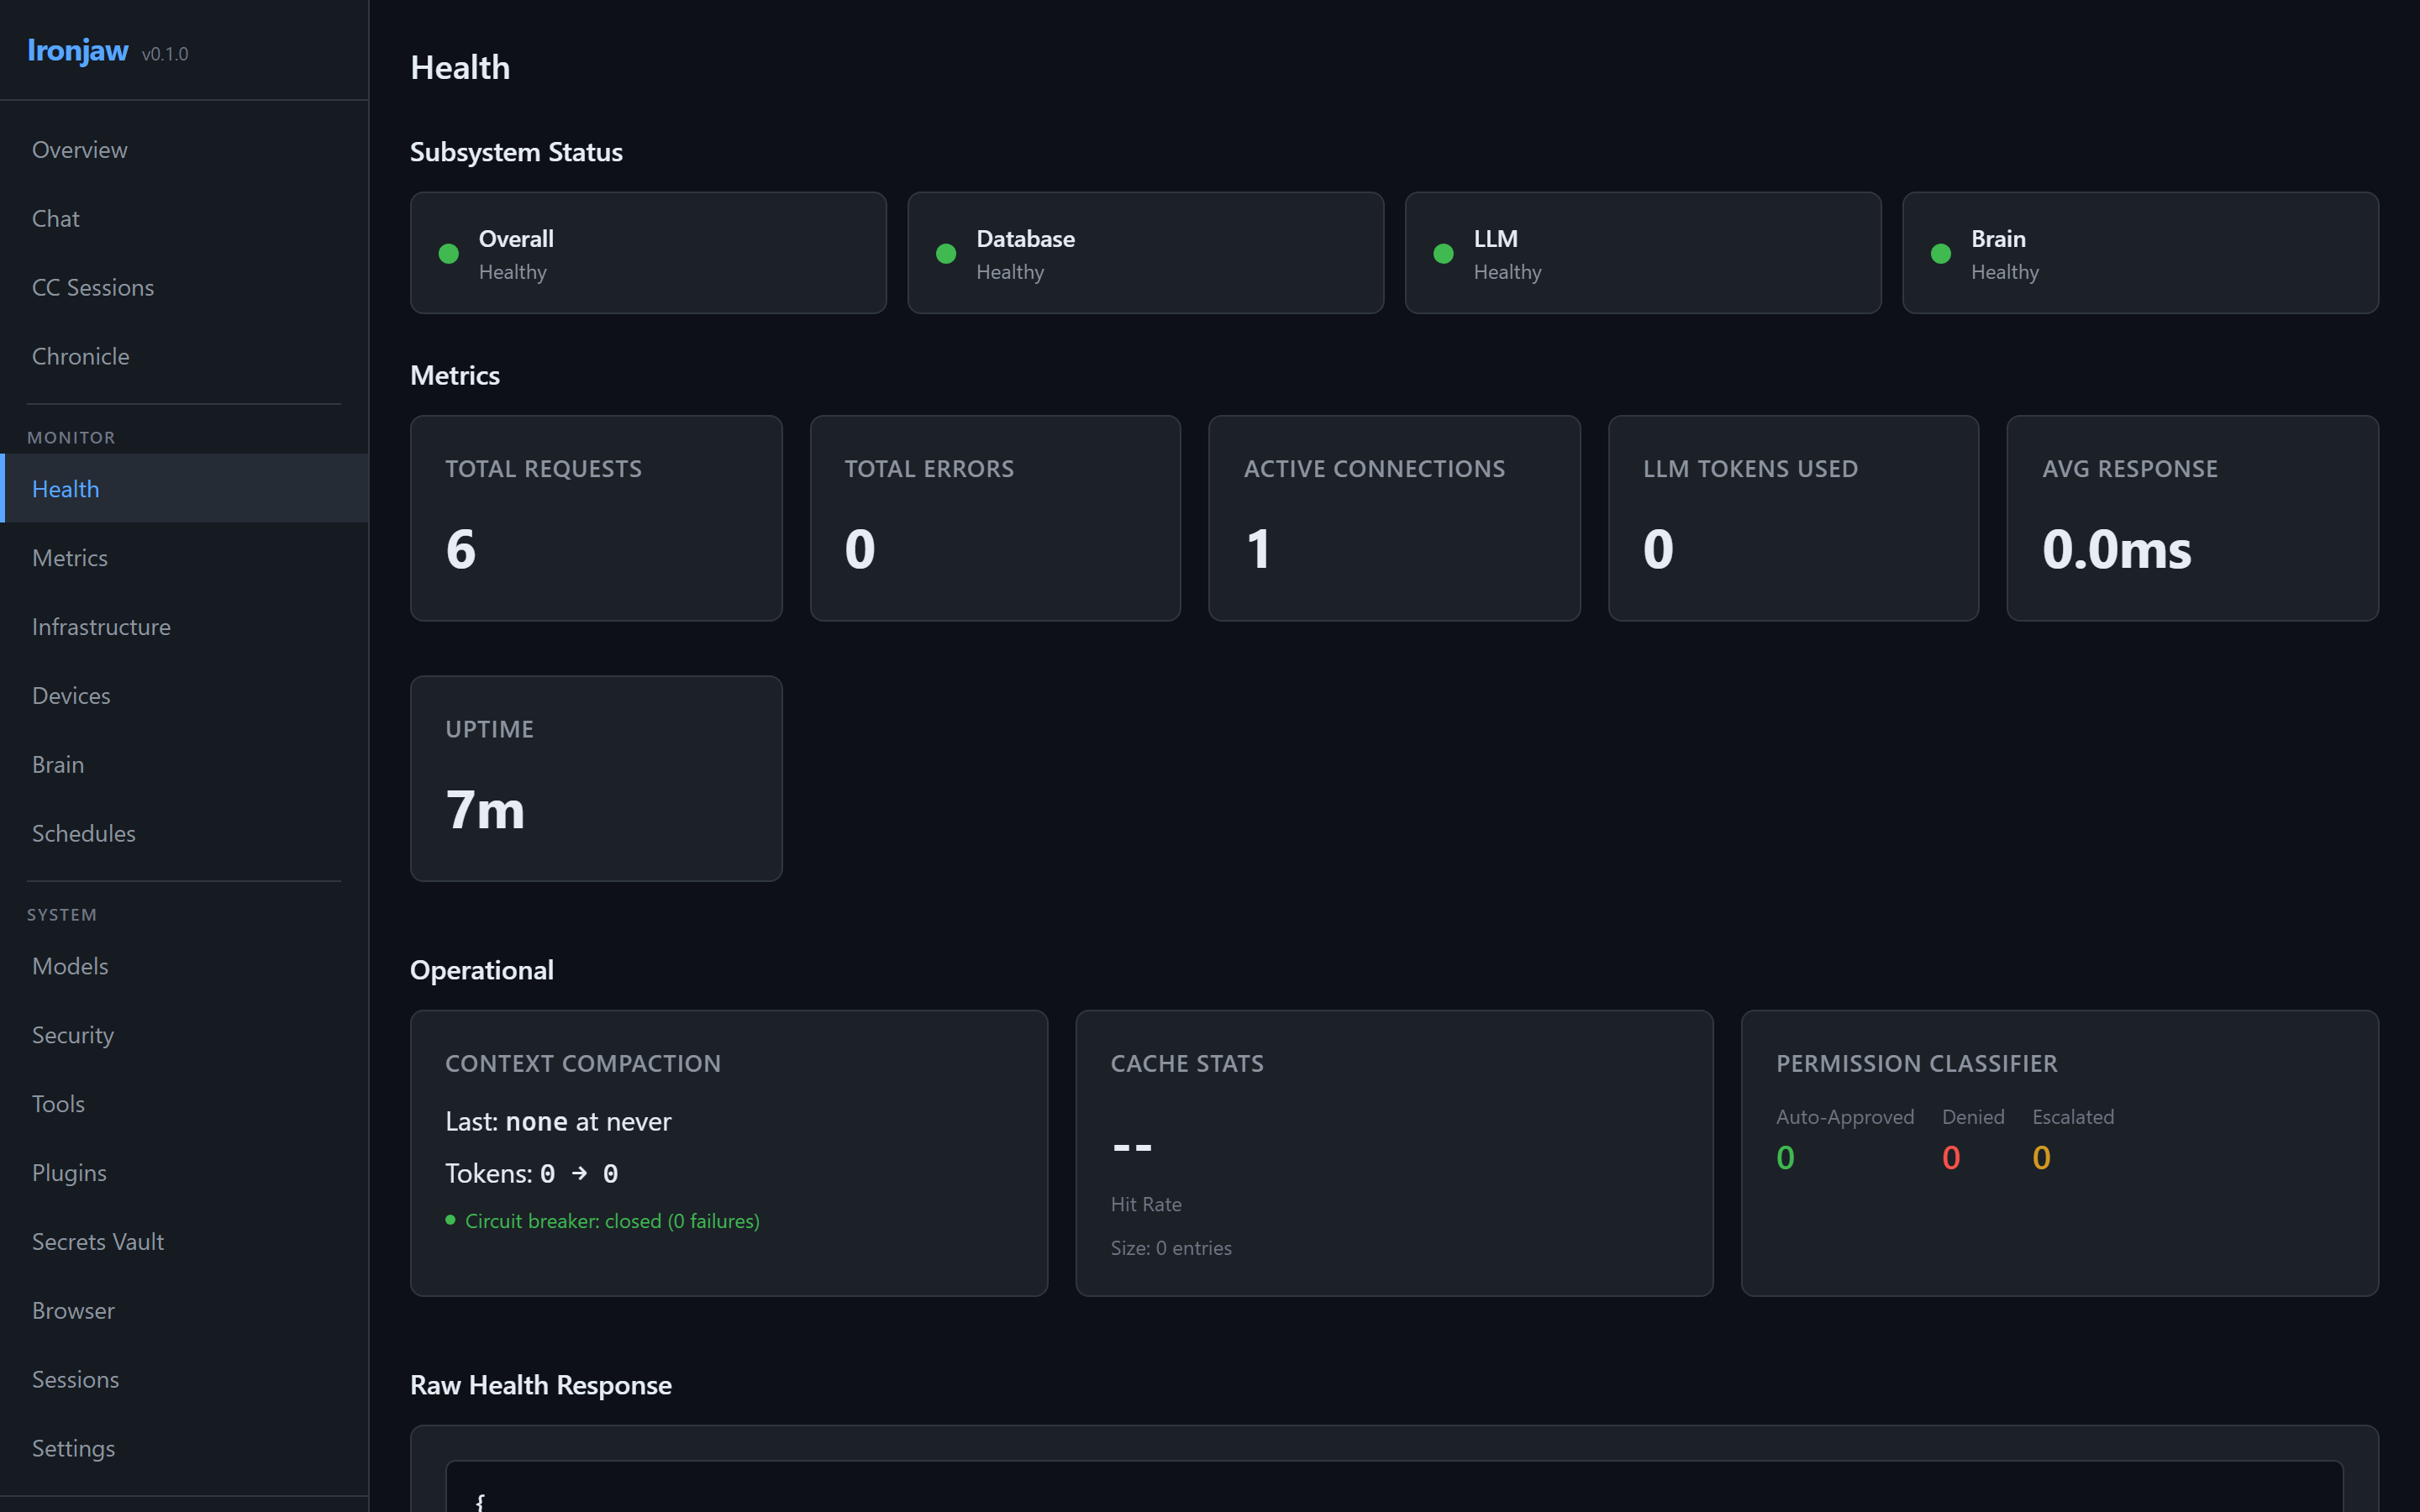 Ironjaw v0.1.0
Overview
Chat
CC Sessions
Chronicle
MONITOR
Health
Metrics
Infrastructure
Devices
Brain
Schedules
SYSTEM
Models
Security
Tools
Plugins
Secrets Vault
Browser
Sessions
Settings
Health
Subsystem Status
Overall
Healthy
Database
Healthy
LLM
Healthy
Brain
Healthy
Metrics
TOTAL REQUESTS
6
TOTAL ERRORS
0
ACTIVE CONNECTIONS
1
LLM TOKENS USED
0
AVG RESPONSE
0.0ms
UPTIME
7m
Operational
CONTEXT COMPACTION
Last: none at never
Tokens: 0 → 0
Circuit breaker: closed (0 failures)
CACHE STATS
--
Hit Rate
Size: 0 entries
PERMISSION CLASSIFIER
Auto-Approved Denied Escalated
0 0 0
Raw Health Response
{